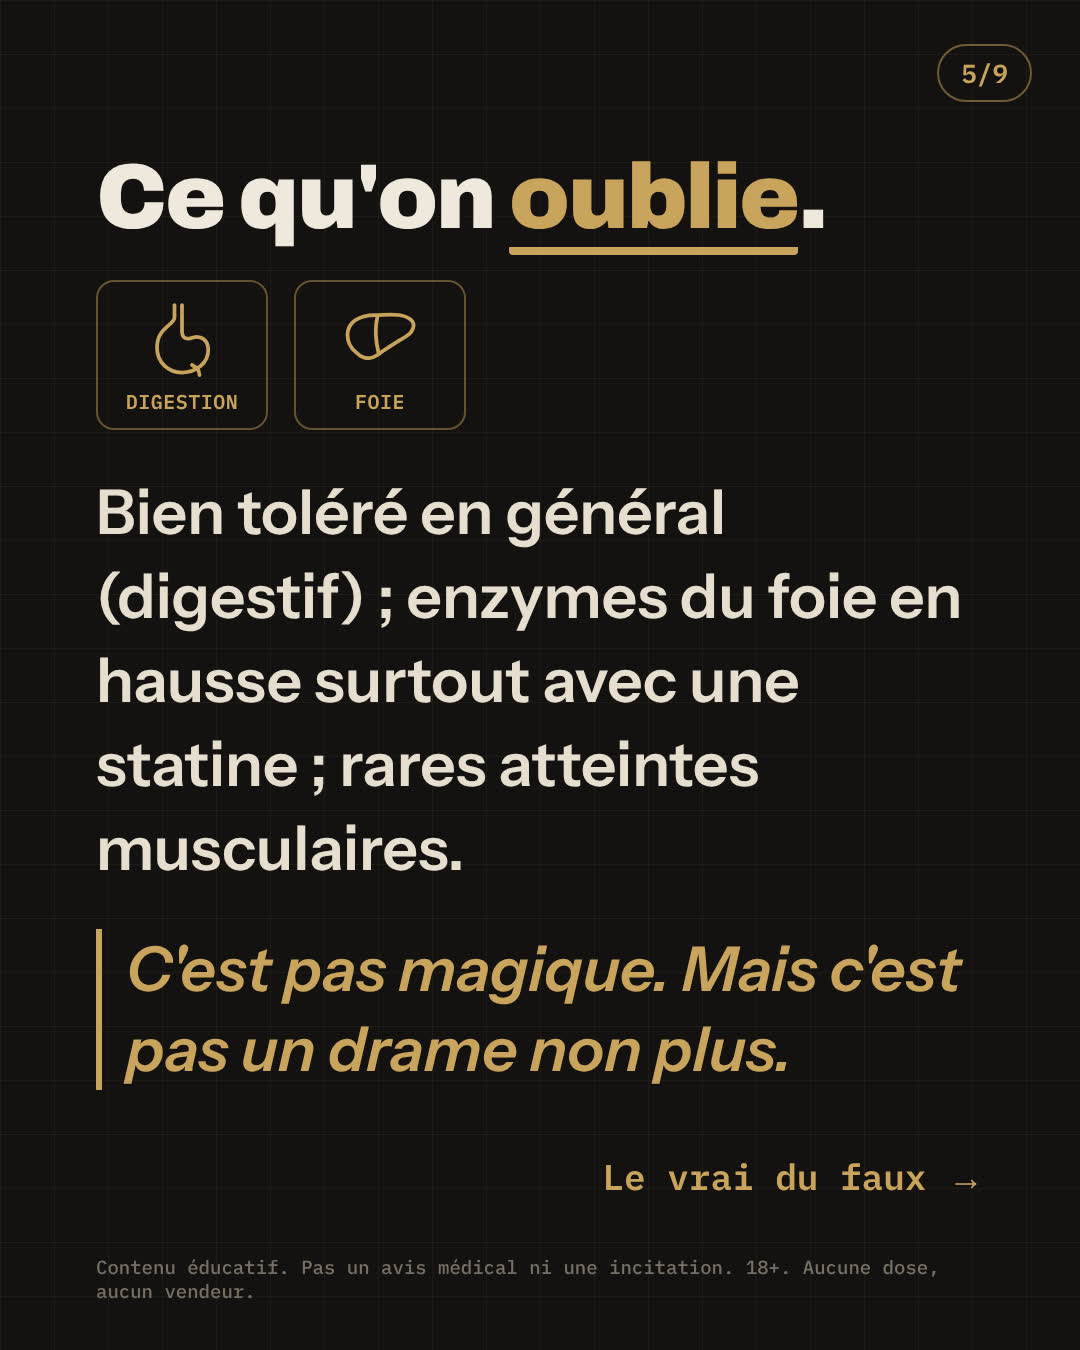 5/9
Ce qu'on oublie.
DIGESTION
FOIE
Bien toléré en général
(digestif) ; enzymes du foie en
hausse surtout avec une
statine ; rares atteintes
musculaires.
C'est pas magique. Mais c'est
pas un drame non plus.
Le vrai du faux →
Contenu éducatif. Pas un avis médical ni une incitation. 18+. Aucune dose,
aucun vendeur.